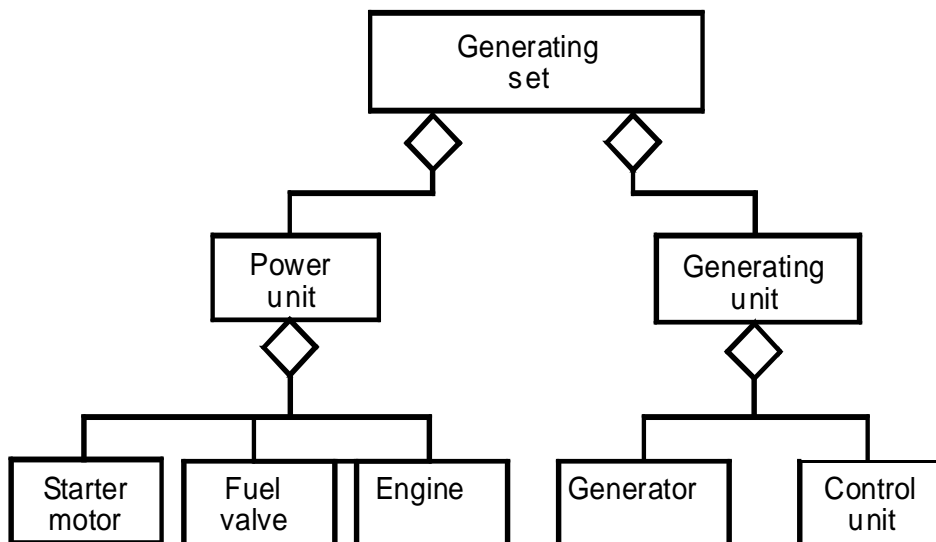 Generating
set
Power
unit
Generating
unit
Starter
motor
Fuel
valve
Engine
Generator
Control
unit